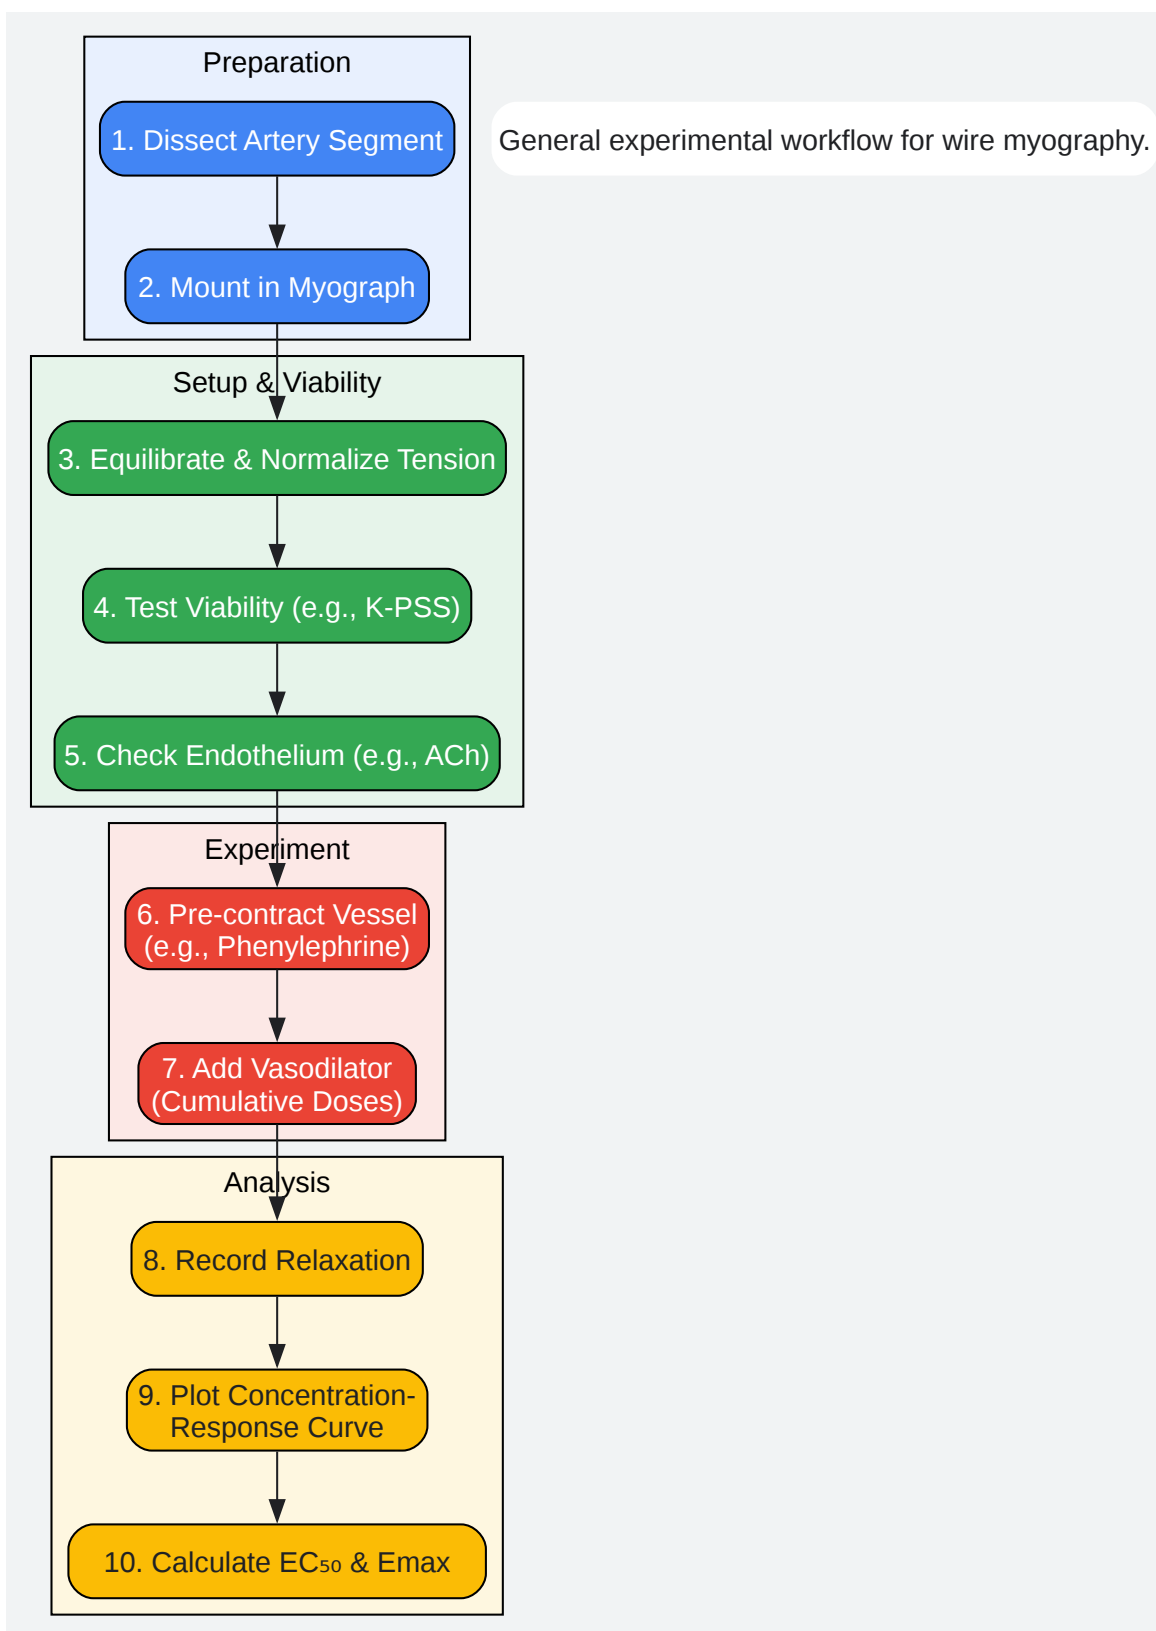 Preparation
1. Dissect Artery Segment
General experimental workflow for wire myography.
2. Mount in Myograph
Setup & Viability
3. Equilibrate & Normalize Tension
4. Test Viability (e.g., K-PSS)
5. Check Endothelium (e.g., ACh)
Experiment
6. Pre-contract Vessel
(e.g., Phenylephrine)
7. Add Vasodilator
(Cumulative Doses)
Analysis
8. Record Relaxation
9. Plot Concentration-
Response Curve
10. Calculate EC₅₀ & Emax